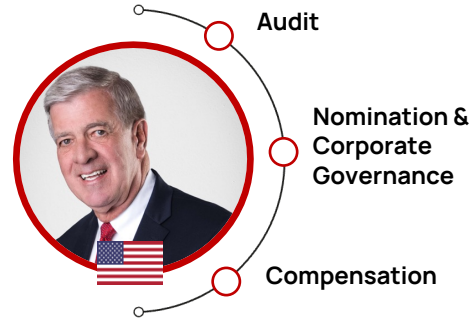 Audit
Nomination &
Corporate
Governance
Compensation